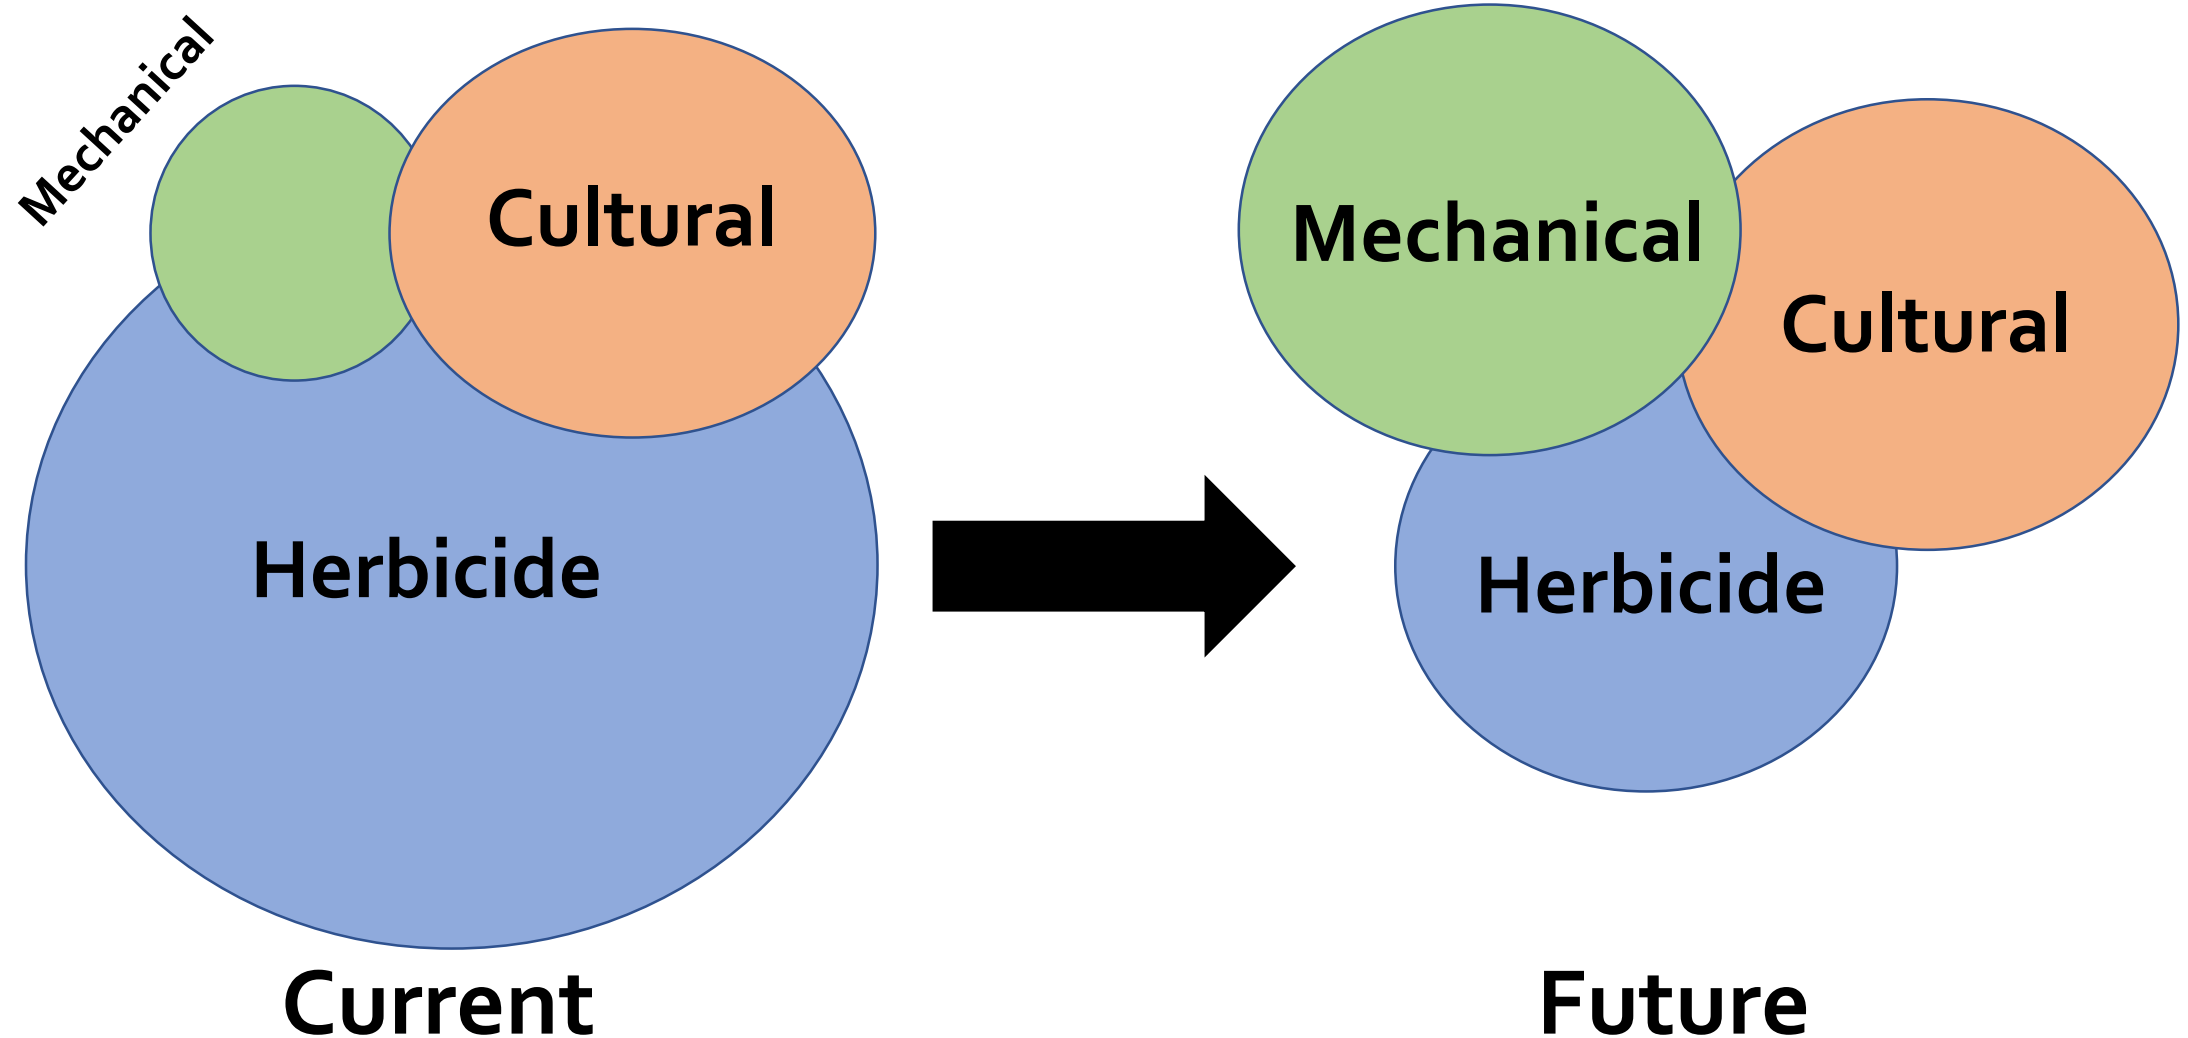 Mechanical
Cultural
Herbicide
Current
Mechanical
Cultural
Herbicide
Future